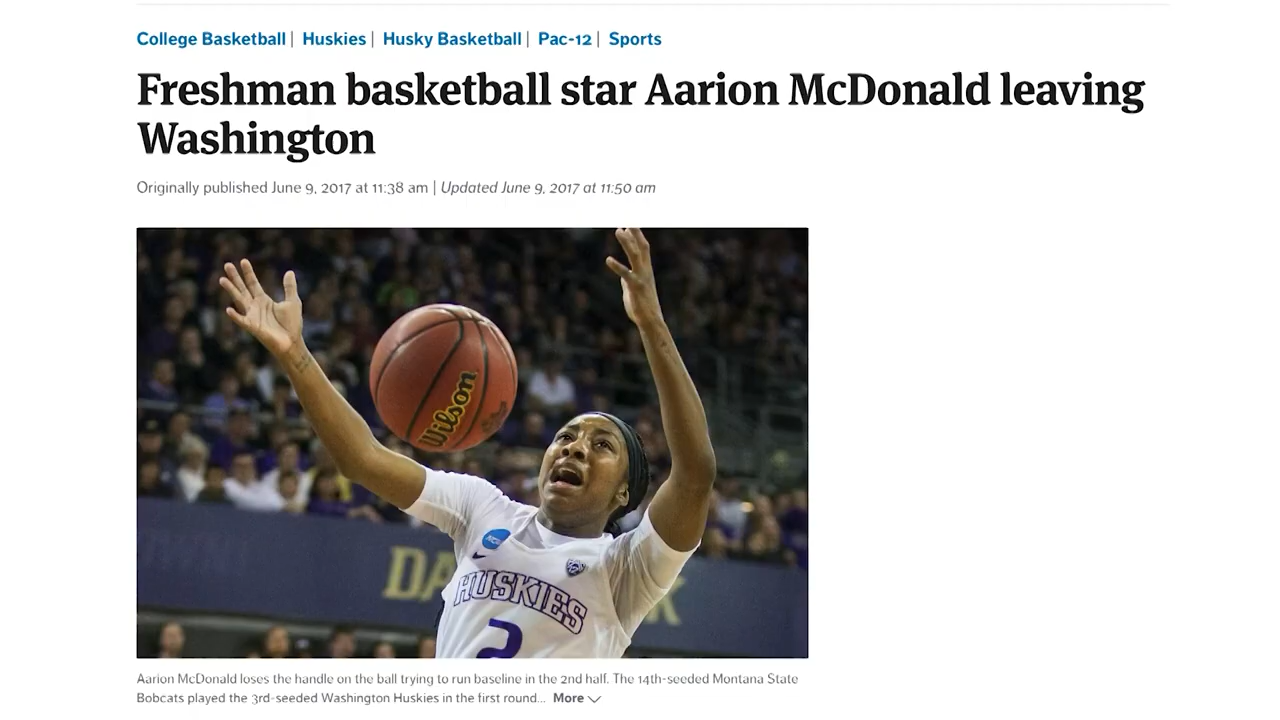 College Basketball | Huskies | Husky Basketball | Pac-12 | Sports
Freshman basketball star Aarion McDonald leaving
Washington
Originally published June 9, 2017 at 11:38 am | Updated June 9, 2017 at 11:50 am
Wilson
NCAA
DA
K
HUSKIES
2
Aarion McDonald loses the handle on the ball trying to run baseline in the 2nd half. The 14th-seeded Montana State
Bobcats played the 3rd-seeded Washington Huskies in the first round... More